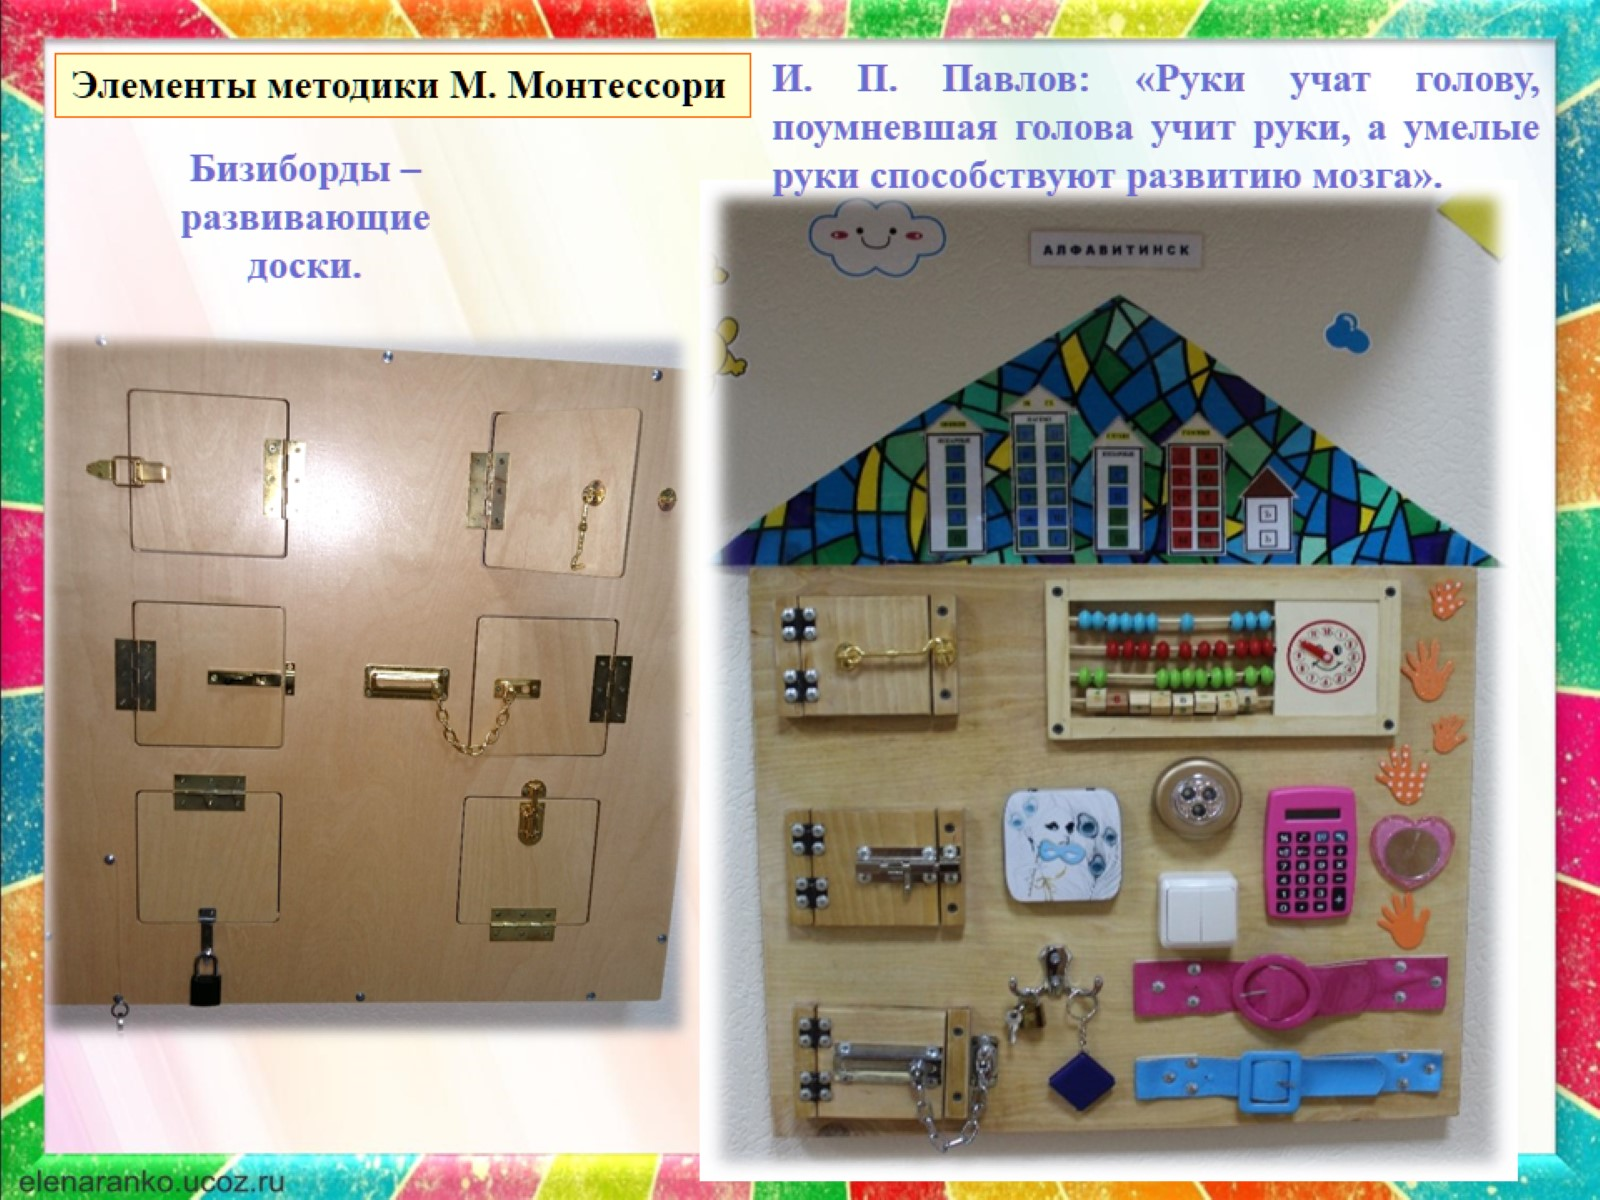 Элементы методики М. Монтессори
И. П. Павлов: «Руки учат голову,
поумневшая голова учит руки, а умелые
руки способствуют развитию мозга».
Бизиборды –
развивающие
доски.
АЛФАВИТИНСК
elenaranko.ucoz.ru